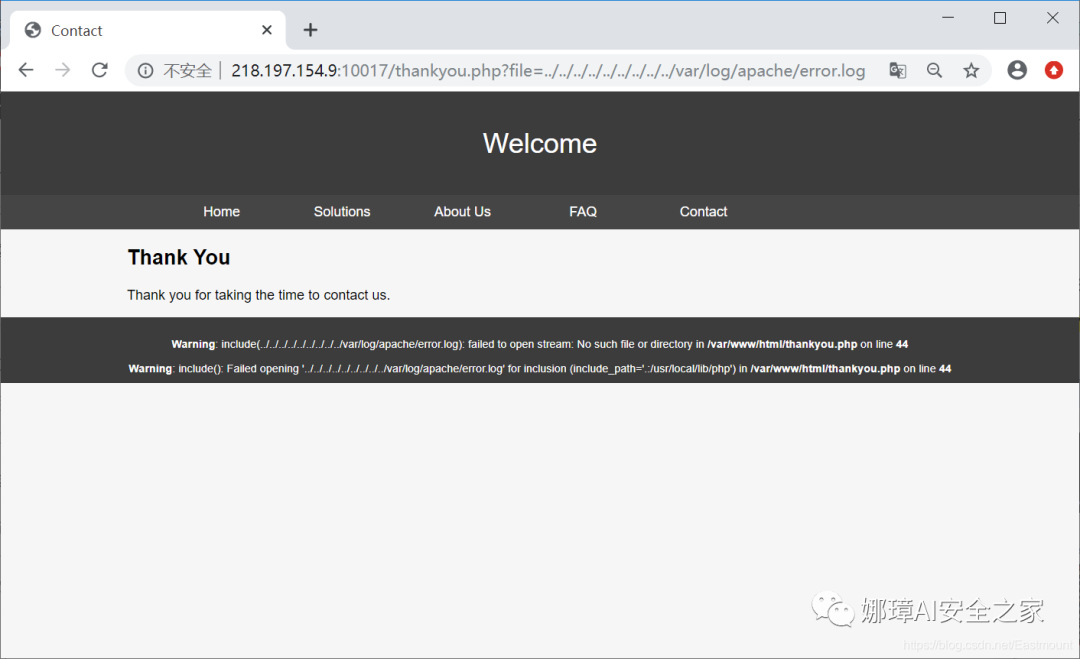 Contact
不安全 218.197.154.9:10017/thankyou.php?file=../../../../../../../../../var/log/apache/error.log
Welcome
Home Solutions About Us FAQ Contact
Thank You
Thank you for taking the time to contact us.
Warning: include(../../../../../../../../../var/log/apache/error.log): failed to open stream: No such file or directory in /var/www/html/thankyou.php on line 44
Warning: include(): Failed opening '../../../../../../../../../var/log/apache/error.log' for inclusion (include_path='.:/usr/local/lib/php') in /var/www/html/thankyou.php on line 44
娜璋AI安全之家
https://blog.csdn.net/Eastmount